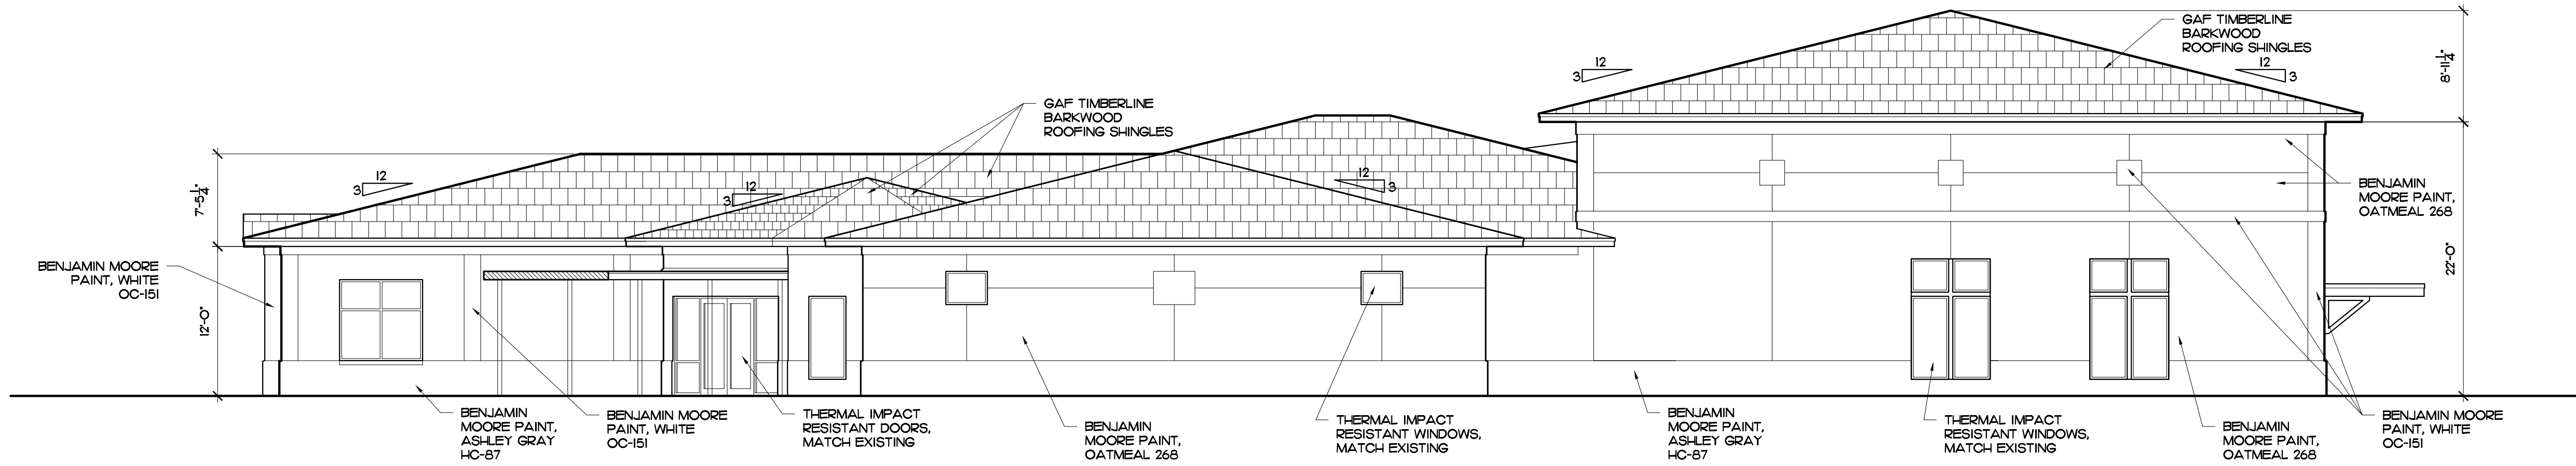 GAF TIMBERLINE
BARKWOOD
ROOFING SHINGLES
12
3
12
3
8'-11 1/4"
GAF TIMBERLINE
BARKWOOD
ROOFING SHINGLES
7'-5 1/4"
12
3
12
3
12
3
BENJAMIN
MOORE PAINT,
OATMEAL 268
BENJAMIN MOORE
PAINT, WHITE
OC-151
12'-0"
22'-0"
BENJAMIN
MOORE PAINT,
ASHLEY GRAY
HC-87
BENJAMIN MOORE
PAINT, WHITE
OC-151
THERMAL IMPACT
RESISTANT DOORS,
MATCH EXISTING
BENJAMIN
MOORE PAINT,
OATMEAL 268
THERMAL IMPACT
RESISTANT WINDOWS,
MATCH EXISTING
BENJAMIN
MOORE PAINT,
ASHLEY GRAY
HC-87
THERMAL IMPACT
RESISTANT WINDOWS,
MATCH EXISTING
BENJAMIN
MOORE PAINT,
OATMEAL 268
BENJAMIN MOORE
PAINT, WHITE
OC-151